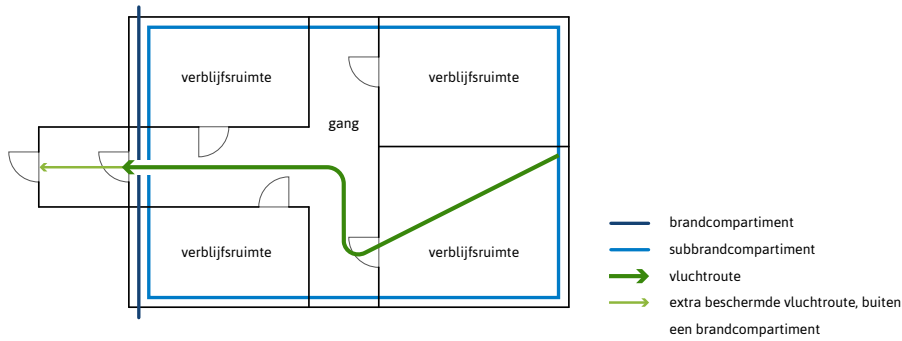 verblijfsruimte
verblijfsruimte
gang
verblijfsruimte
verblijfsruimte
brandcompartiment
subbrandcompartiment
vluchtroute
extra beschermde vluchtroute, buiten
een brandcompartiment